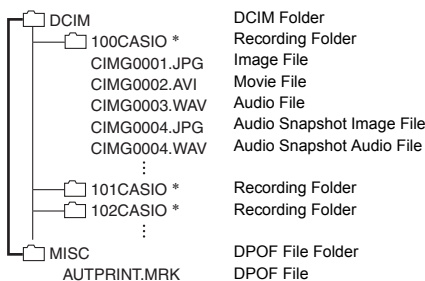 DCIM DCIM Folder
100CASIO * Recording Folder
CIMG0001.JPG Image File
CIMG0002.AVI Movie File
CIMG0003.WAV Audio File
CIMG0004.JPG Audio Snapshot Image File
CIMG0004.WAV Audio Snapshot Audio File
101CASIO * Recording Folder
102CASIO * Recording Folder
MISC DPOF File Folder
AUTPRINT.MRK DPOF File